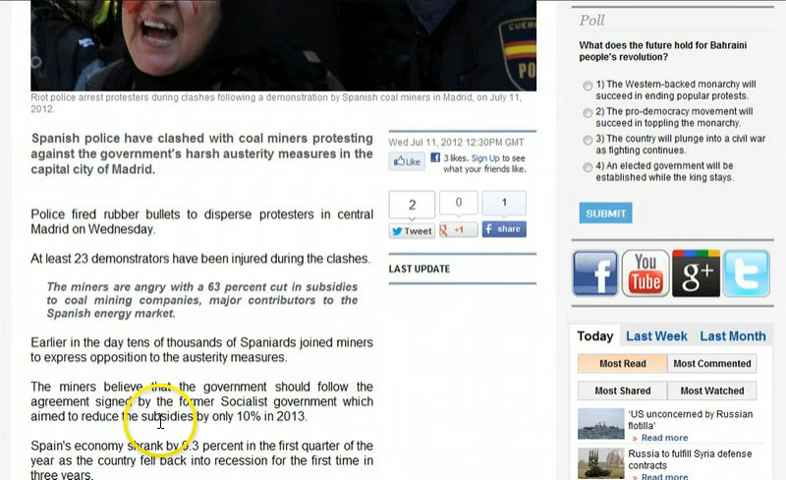 PO
Riot police arrest protesters during clashes following a demonstration by Spanish coal miners in Madrid, on July 11,
2012.
Spanish police have clashed with coal miners protesting
against the government's harsh austerity measures in the
capital city of Madrid.
Police fired rubber bullets to disperse protesters in central
Madrid on Wednesday.
At least 23 demonstrators have been injured during the clashes.
The miners are angry with a 63 percent cut in subsidies
to coal mining companies, major contributors to the
Spanish energy market.
Earlier in the day tens of thousands of Spaniards joined miners
to express opposition to the austerity measures.
The miners believe that the government should follow the
agreement signed by the former Socialist government which
aimed to reduce the subsidies by only 10% in 2013.
Spain's economy shrank by 0.3 percent in the first quarter of the
year as the country fell back into recession for the first time in
three years.
Wed Jul 11, 2012 12:30PM GMT
Like
3 likes. Sign Up to see
what your friends like.
2 0 1
Tweet +1 share
LAST UPDATE
Poll
What does the future hold for Bahraini
people's revolution?
1) The Western-backed monarchy will
succeed in ending popular protests.
2) The pro-democracy movement will
succeed in toppling the monarchy.
3) The country will plunge into a civil war
as fighting continues.
4) An elected government will be
established while the king stays.
SUBMIT
f You Tube g+ t
Today Last Week Last Month
Most Read Most Commented
Most Shared Most Watched
'US unconcerned by Russian
flotilla'
» Read more
Russia to fulfill Syria defense
contracts
» Read more